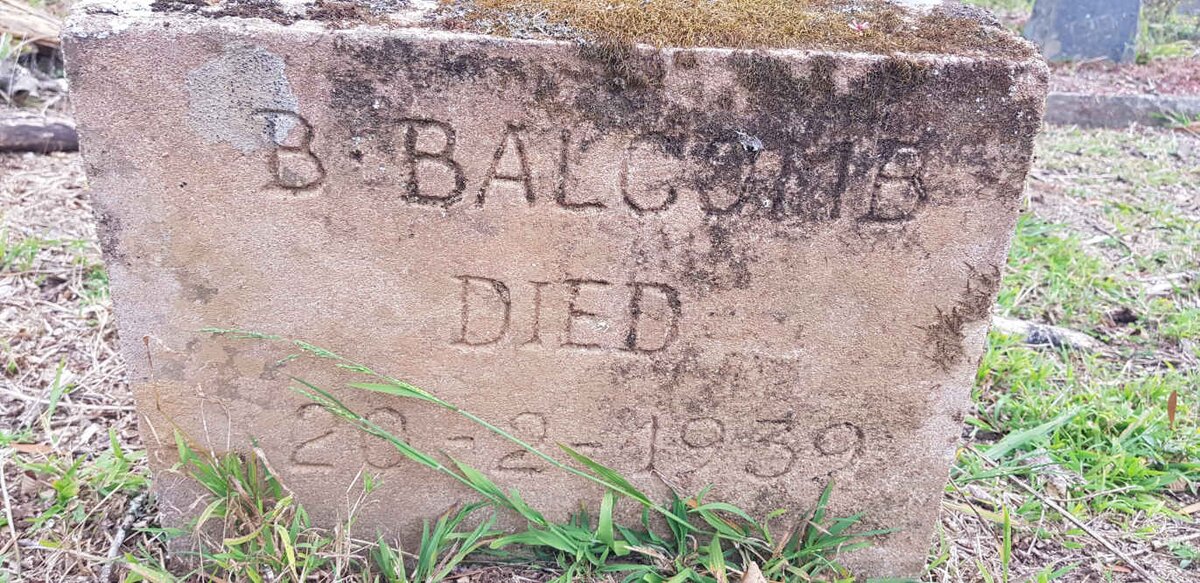 B. BALCOMB
DIED
20-2-1939